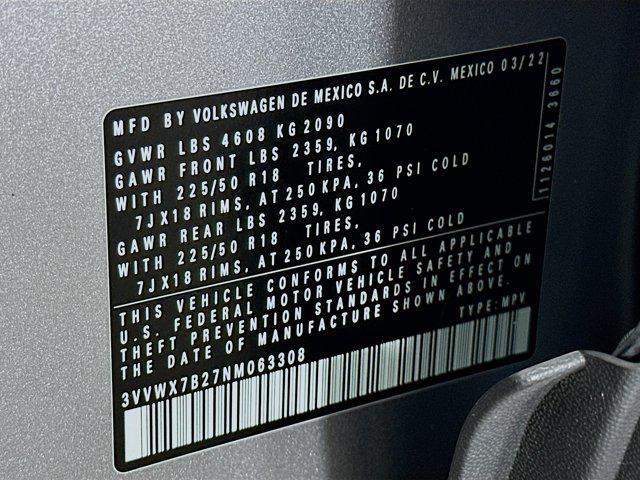 MFD BY VOLKSWAGEN DE MEXICO S.A. DE C.V. MEXICO 03/22
GVWR LBS 4608 KG 2090
GAWR FRONT LBS 2359, KG 1070
WITH 225/50 R18 TIRES,
7JX18 RIMS, AT 250 KPA, 36 PSI COLD
GAWR REAR LBS 2359, KG 1070
WITH 225/50 R18 TIRES,
7JX18 RIMS, AT 250 KPA, 36 PSI COLD
THIS VEHICLE CONFORMS TO ALL APPLICABLE
U.S. FEDERAL MOTOR VEHICLE SAFETY AND
THEFT PREVENTION STANDARDS IN EFFECT ON
THE DATE OF MANUFACTURE SHOWN ABOVE.
TYPE: MPV
3VVWX7B27NM063308
3660